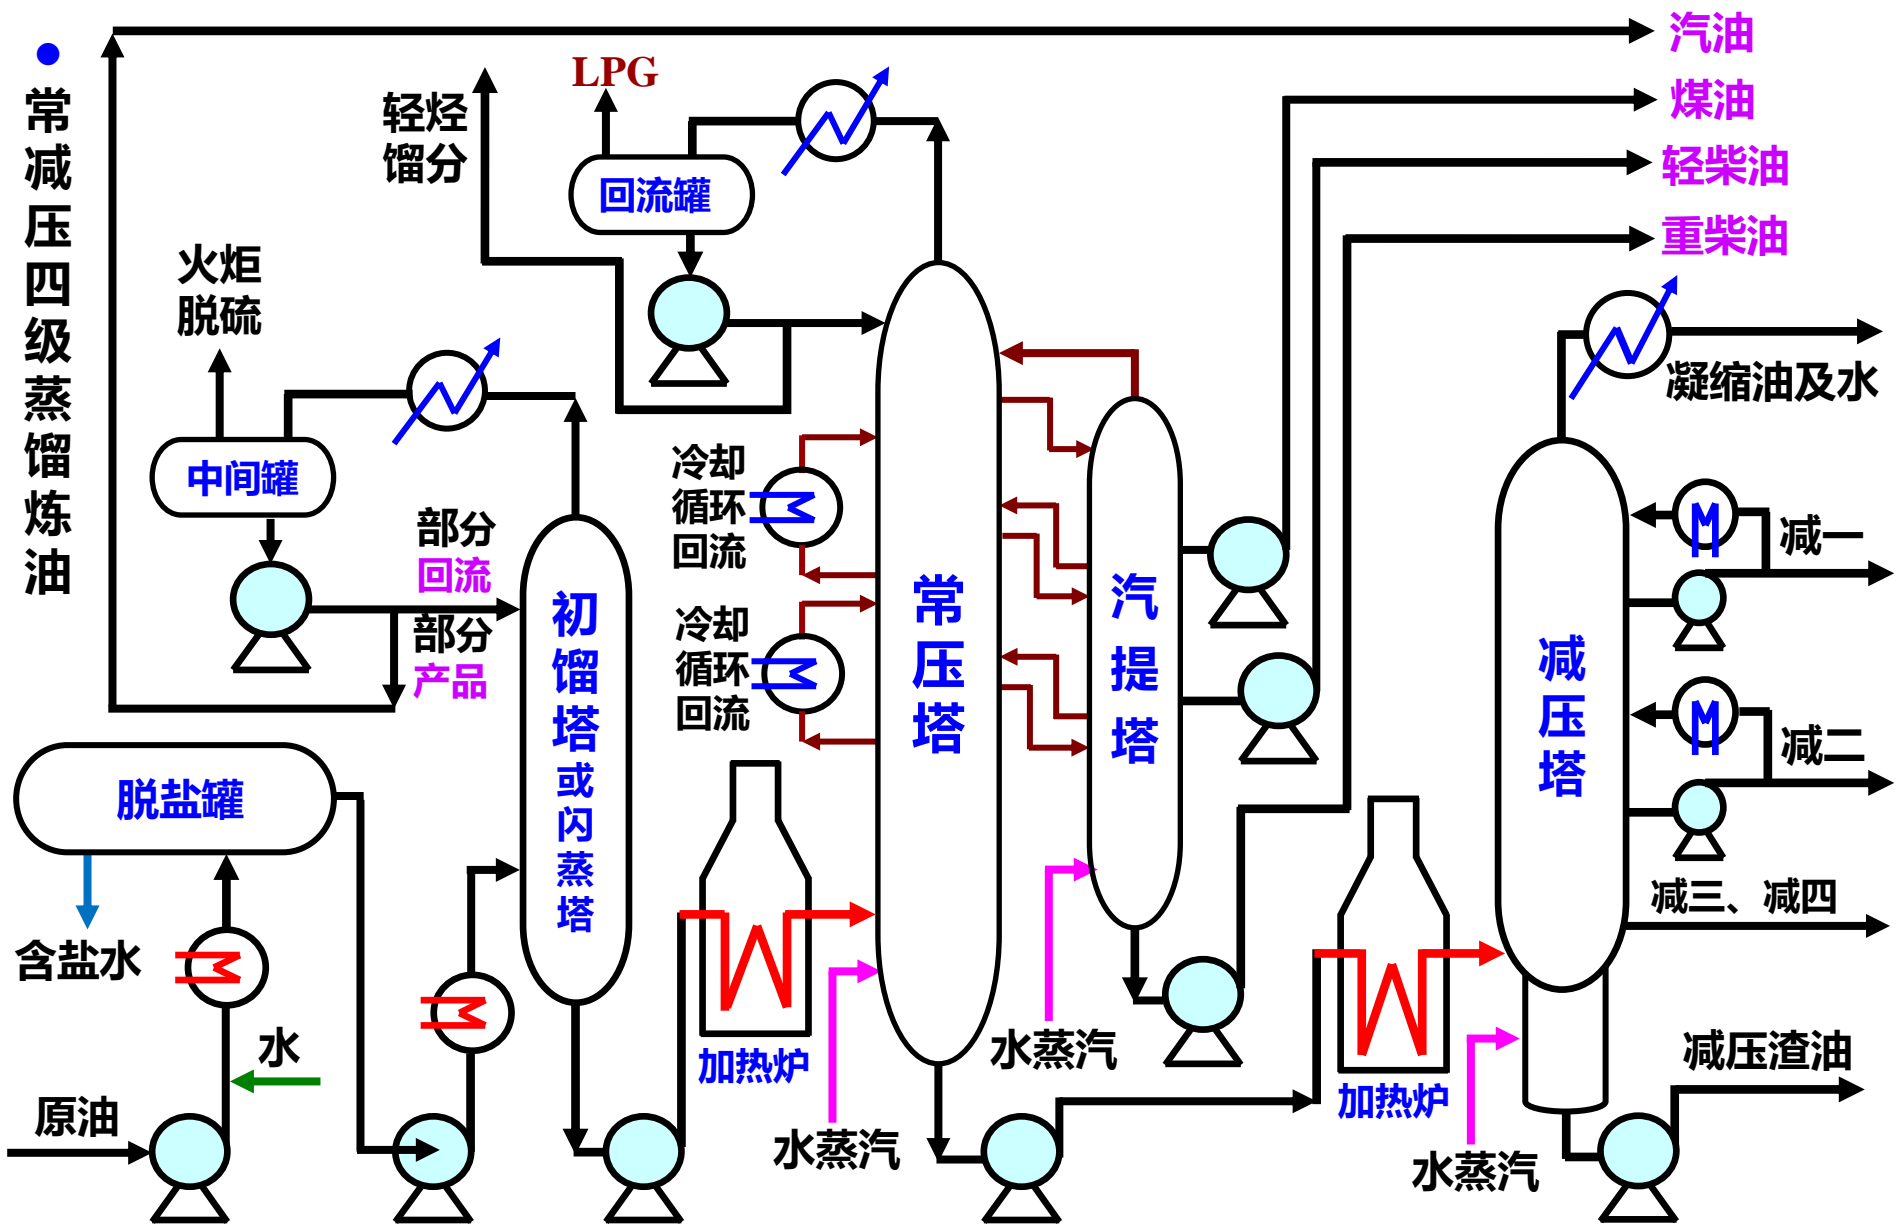 ● 常减压四级蒸馏炼油
汽油
煤油
轻柴油
重柴油
LPG
轻烃
馏分
回流罐
火炬
脱硫
中间罐
部分
回流
部分
产品
冷却
循环
回流
冷却
循环
回流
初馏塔或闪蒸塔
常压塔
汽提塔
减压塔
凝缩油及水
减一
减二
减三、减四
减压渣油
脱盐罐
含盐水
水
原油
加热炉
水蒸汽
水蒸汽
加热炉
水蒸汽